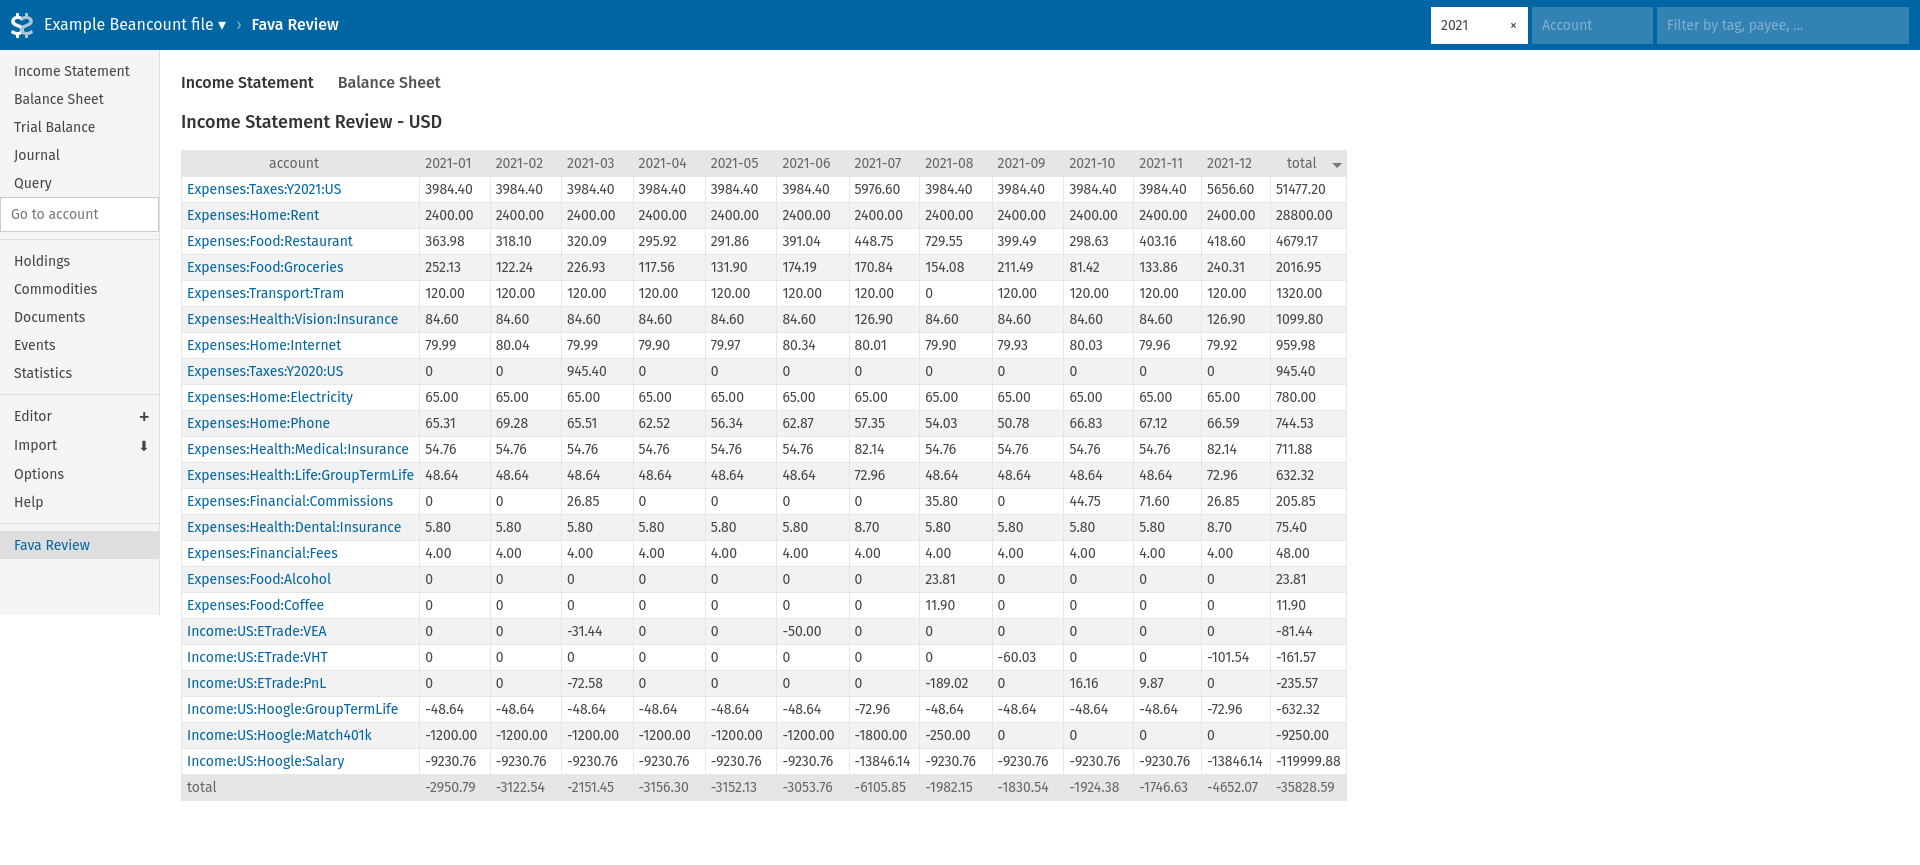 Example Beancount file ▾ › Fava Review
2021 × Account Filter by tag, payee, ...
Income Statement
Balance Sheet
Trial Balance
Journal
Query
Go to account
Holdings
Commodities
Documents
Events
Statistics
Editor +
Import ⬇
Options
Help
Fava Review
Income Statement Balance Sheet
Income Statement Review - USD
account 2021-01 2021-02 2021-03 2021-04 2021-05 2021-06 2021-07 2021-08 2021-09 2021-10 2021-11 2021-12 total
Expenses:Taxes:Y2021:US 3984.40 3984.40 3984.40 3984.40 3984.40 3984.40 5976.60 3984.40 3984.40 3984.40 3984.40 5656.60 51477.20
Expenses:Home:Rent 2400.00 2400.00 2400.00 2400.00 2400.00 2400.00 2400.00 2400.00 2400.00 2400.00 2400.00 2400.00 28800.00
Expenses:Food:Restaurant 363.98 318.10 320.09 295.92 291.86 391.04 448.75 729.55 399.49 298.63 403.16 418.60 4679.17
Expenses:Food:Groceries 252.13 122.24 226.93 117.56 131.90 174.19 170.84 154.08 211.49 81.42 133.86 240.31 2016.95
Expenses:Transport:Tram 120.00 120.00 120.00 120.00 120.00 120.00 120.00 0 120.00 120.00 120.00 120.00 1320.00
Expenses:Health:Vision:Insurance 84.60 84.60 84.60 84.60 84.60 84.60 126.90 84.60 84.60 84.60 84.60 126.90 1099.80
Expenses:Home:Internet 79.99 80.04 79.99 79.90 79.97 80.34 80.01 79.90 79.93 80.03 79.96 79.92 959.98
Expenses:Taxes:Y2020:US 0 0 945.40 0 0 0 0 0 0 0 0 0 945.40
Expenses:Home:Electricity 65.00 65.00 65.00 65.00 65.00 65.00 65.00 65.00 65.00 65.00 65.00 65.00 780.00
Expenses:Home:Phone 65.31 69.28 65.51 62.52 56.34 62.87 57.35 54.03 50.78 66.83 67.12 66.59 744.53
Expenses:Health:Medical:Insurance 54.76 54.76 54.76 54.76 54.76 54.76 82.14 54.76 54.76 54.76 54.76 82.14 711.88
Expenses:Health:Life:GroupTermLife 48.64 48.64 48.64 48.64 48.64 48.64 72.96 48.64 48.64 48.64 48.64 72.96 632.32
Expenses:Financial:Commissions 0 0 26.85 0 0 0 0 35.80 0 44.75 71.60 26.85 205.85
Expenses:Health:Dental:Insurance 5.80 5.80 5.80 5.80 5.80 5.80 8.70 5.80 5.80 5.80 5.80 8.70 75.40
Expenses:Financial:Fees 4.00 4.00 4.00 4.00 4.00 4.00 4.00 4.00 4.00 4.00 4.00 4.00 48.00
Expenses:Food:Alcohol 0 0 0 0 0 0 0 23.81 0 0 0 0 23.81
Expenses:Food:Coffee 0 0 0 0 0 0 0 11.90 0 0 0 0 11.90
Income:US:ETrade:VEA 0 0 -31.44 0 0 -50.00 0 0 0 0 0 0 -81.44
Income:US:ETrade:VHT 0 0 0 0 0 0 0 0 -60.03 0 0 -101.54 -161.57
Income:US:ETrade:PnL 0 0 -72.58 0 0 0 0 -189.02 0 16.16 9.87 0 -235.57
Income:US:Hoogle:GroupTermLife -48.64 -48.64 -48.64 -48.64 -48.64 -48.64 -72.96 -48.64 -48.64 -48.64 -48.64 -72.96 -632.32
Income:US:Hoogle:Match401k -1200.00 -1200.00 -1200.00 -1200.00 -1200.00 -1200.00 -1800.00 -250.00 0 0 0 0 -9250.00
Income:US:Hoogle:Salary -9230.76 -9230.76 -9230.76 -9230.76 -9230.76 -9230.76 -13846.14 -9230.76 -9230.76 -9230.76 -9230.76 -13846.14 -119999.88
total -2950.79 -3122.54 -2151.45 -3156.30 -3152.13 -3053.76 -6105.85 -1982.15 -1830.54 -1924.38 -1746.63 -4652.07 -35828.59